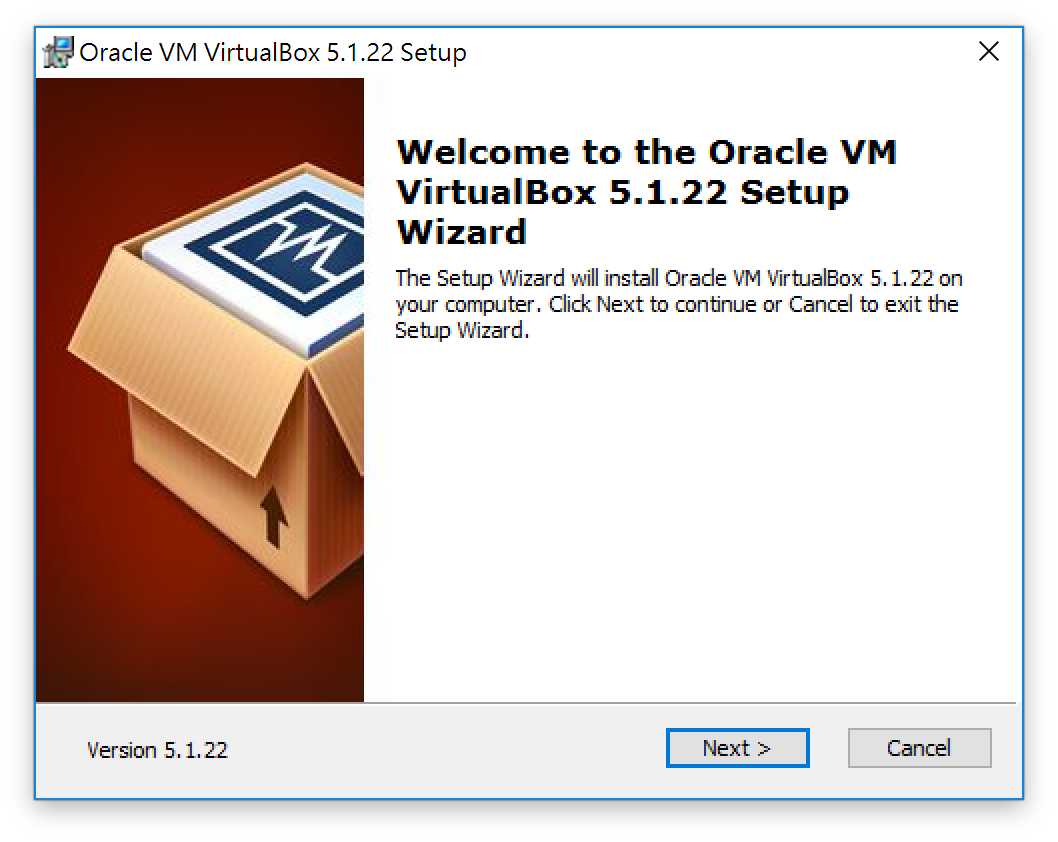 Oracle VM VirtualBox 5.1.22 Setup
Welcome to the Oracle VM
VirtualBox 5.1.22 Setup
Wizard
The Setup Wizard will install Oracle VM VirtualBox 5.1.22 on
your computer. Click Next to continue or Cancel to exit the
Setup Wizard.
Version 5.1.22
Next >
Cancel